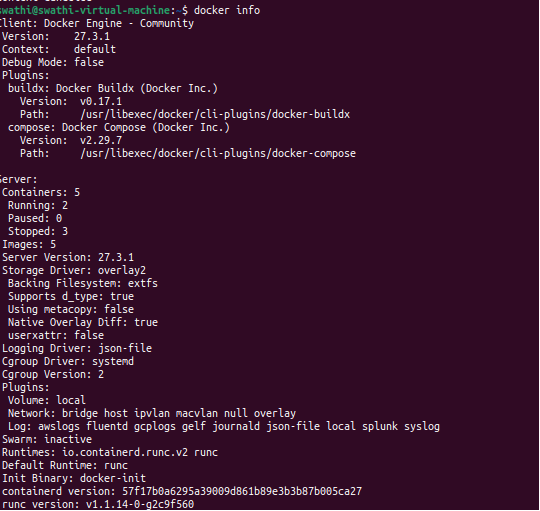 swathi@swathi-virtual-machine:~$ docker info
Client: Docker Engine - Community
 Version:    27.3.1
 Context:    default
 Debug Mode: false
 Plugins:
  buildx: Docker Buildx (Docker Inc.)
    Version:  v0.17.1
    Path:     /usr/libexec/docker/cli-plugins/docker-buildx
  compose: Docker Compose (Docker Inc.)
    Version:  v2.29.7
    Path:     /usr/libexec/docker/cli-plugins/docker-compose

Server:
 Containers: 5
  Running: 2
  Paused: 0
  Stopped: 3
 Images: 5
 Server Version: 27.3.1
 Storage Driver: overlay2
  Backing Filesystem: extfs
  Supports d_type: true
  Using metacopy: false
  Native Overlay Diff: true
  userxattr: false
 Logging Driver: json-file
 Cgroup Driver: systemd
 Cgroup Version: 2
 Plugins:
  Volume: local
  Network: bridge host ipvlan macvlan null overlay
  Log: awslogs fluentd gcplogs gelf journald json-file local splunk syslog
 Swarm: inactive
 Runtimes: io.containerd.runc.v2 runc
 Default Runtime: runc
 Init Binary: docker-init
 containerd version: 57f17b0a6295a39009d861b89e3b3b87b005ca27
 runc version: v1.1.14-0-g2c9f560